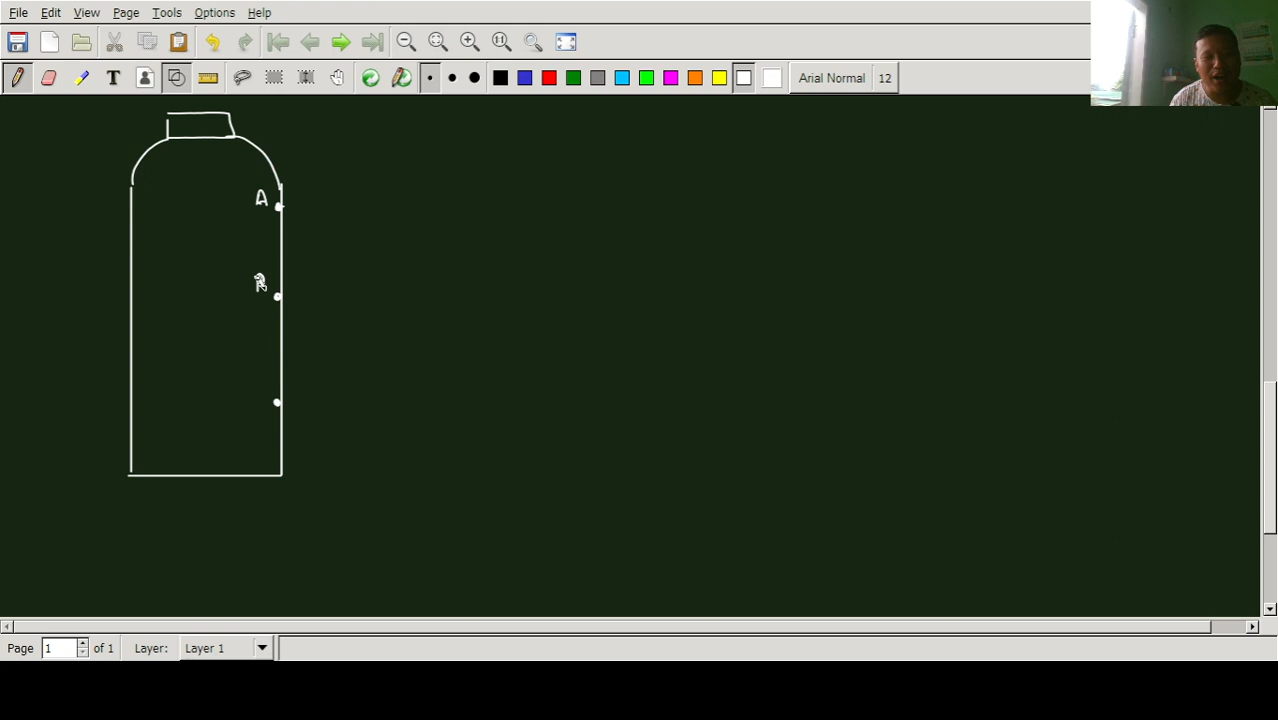 File Edit View Page Tools Options Help
T Arial Normal 12
A
Page 1 of 1 Layer: Layer 1